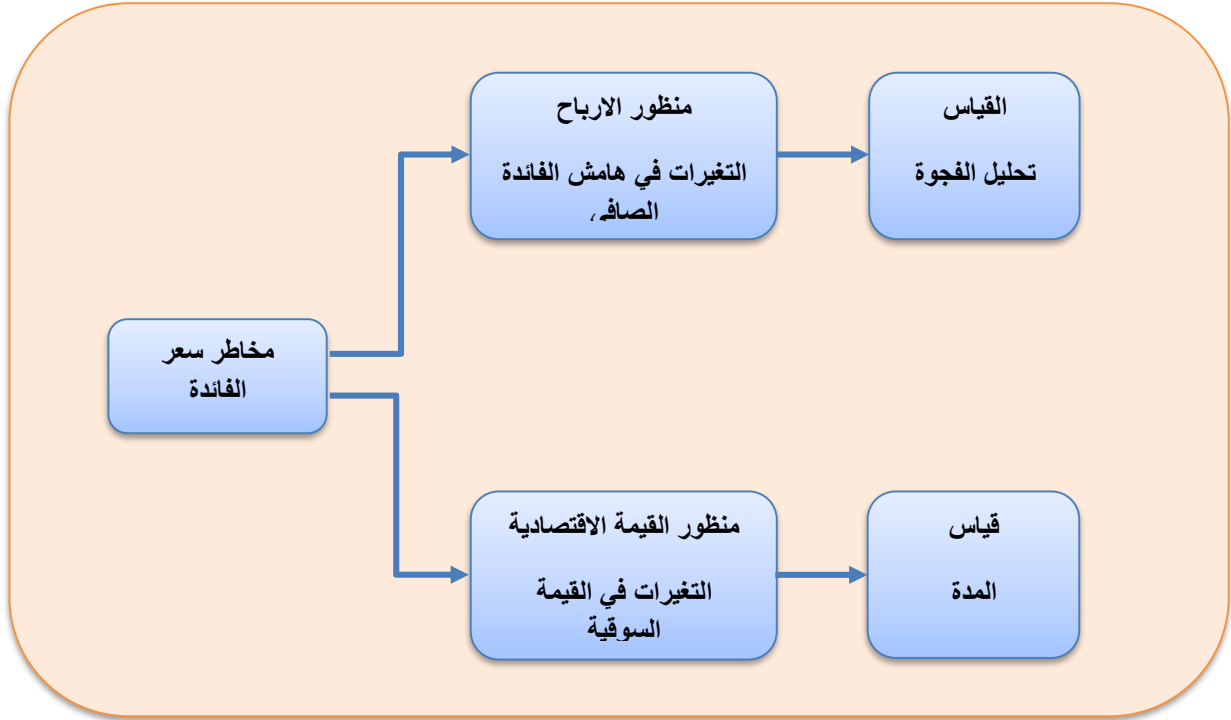 منظور الارباح
التغيرات في هامش الفائدة
الصافي
القياس
تحليل الفجوة
مخاطر سعر
الفائدة
منظور القيمة الاقتصادية
التغيرات في القيمة
السوقية
قياس
المدة